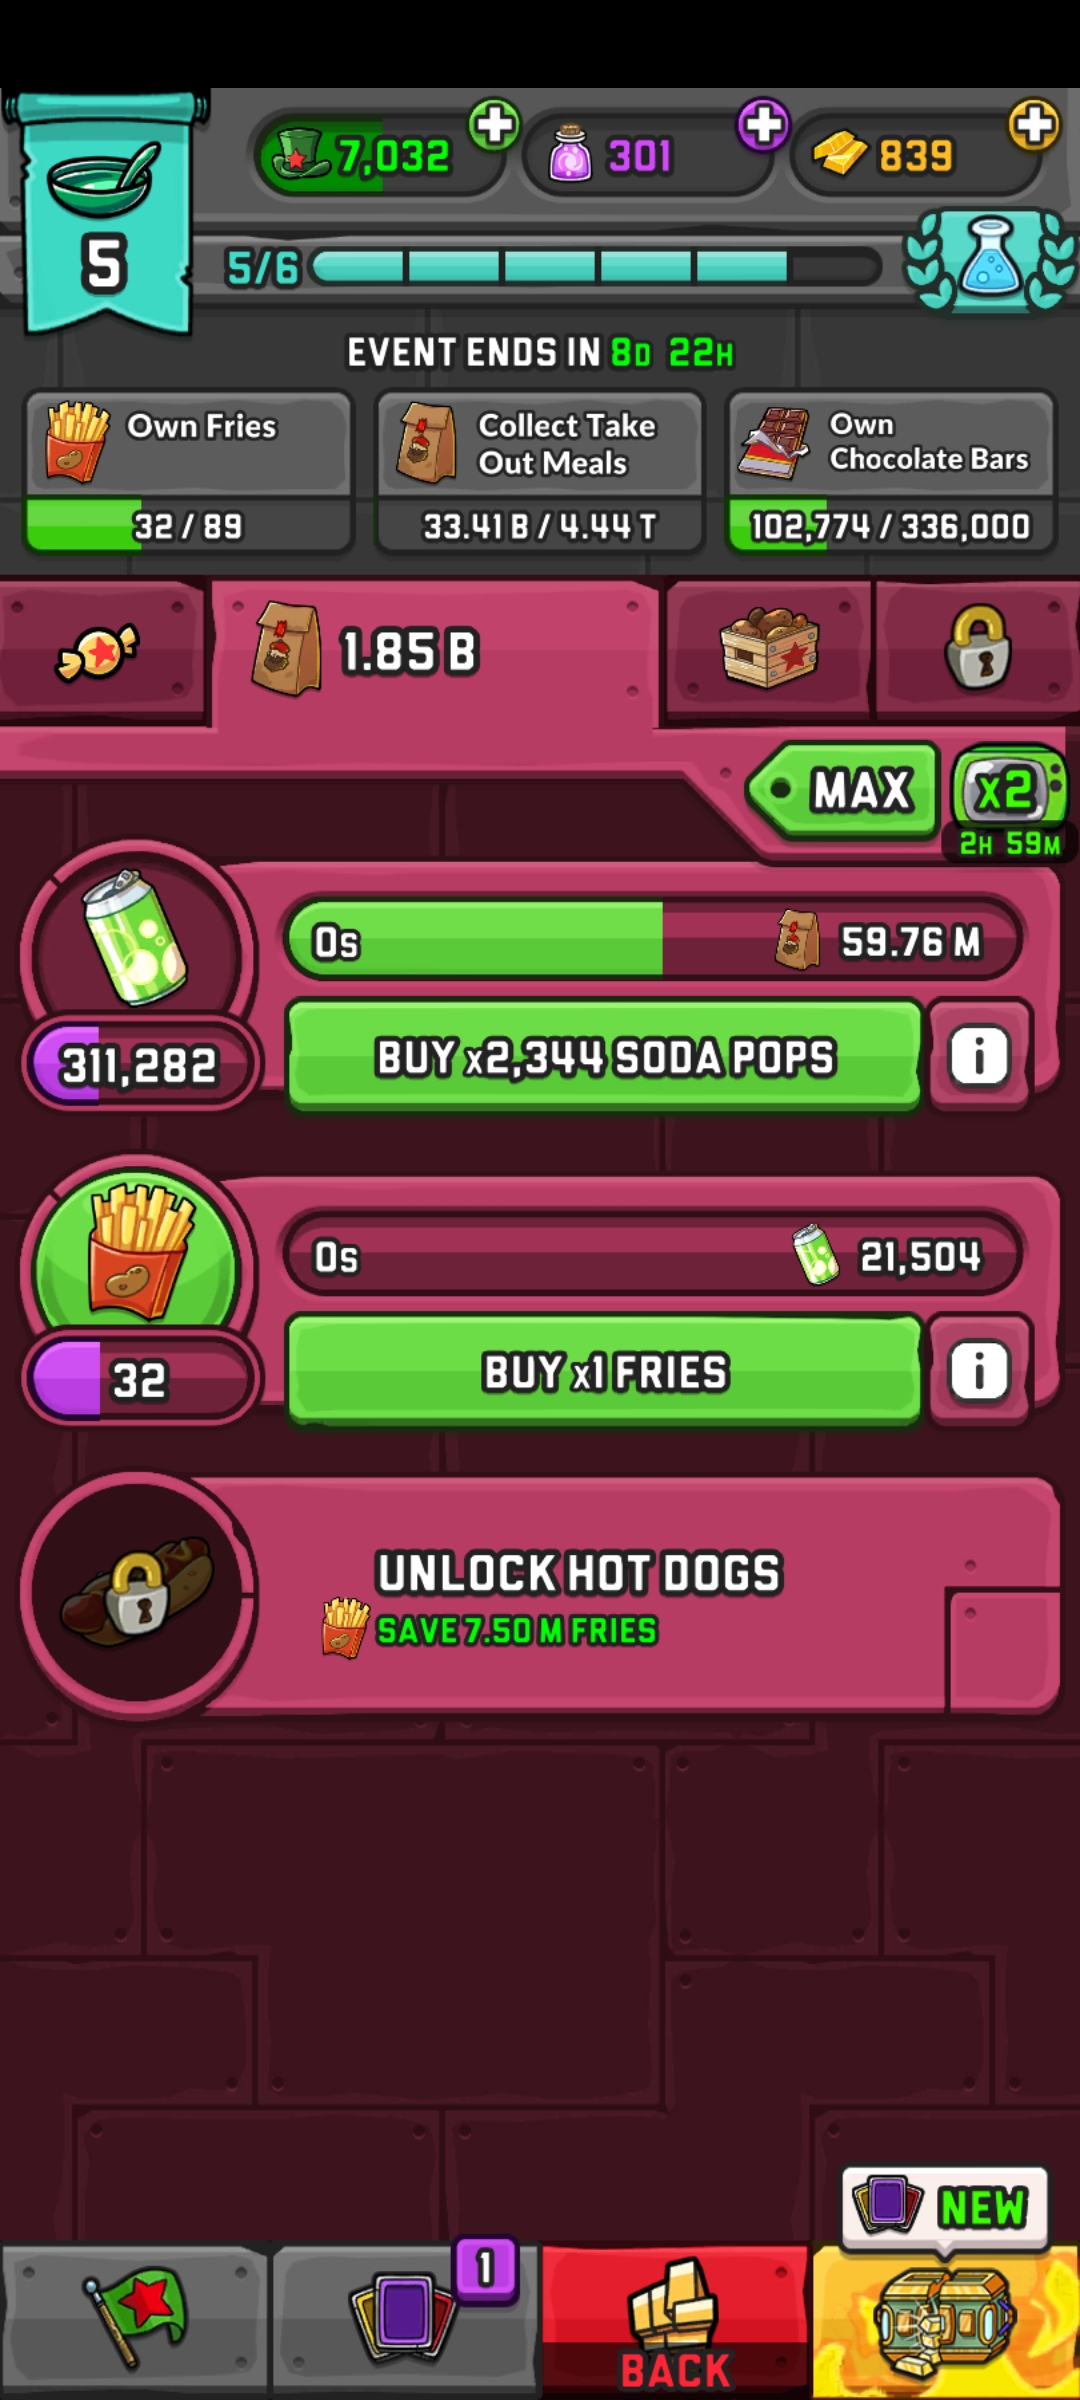 7,032
301
839
5
5/6
EVENT ENDS IN 8D 22H
Own Fries
32 / 89
Collect Take
Out Meals
33.41 B / 4.44 T
Own
Chocolate Bars
102,774 / 336,000
1.85 B
MAX
x2
2H 59M
0s
59.76 M
311,282
BUY x2,344 SODA POPS
i
0s
21,504
32
BUY x1 FRIES
i
UNLOCK HOT DOGS
SAVE 7.50 M FRIES
NEW
1
BACK